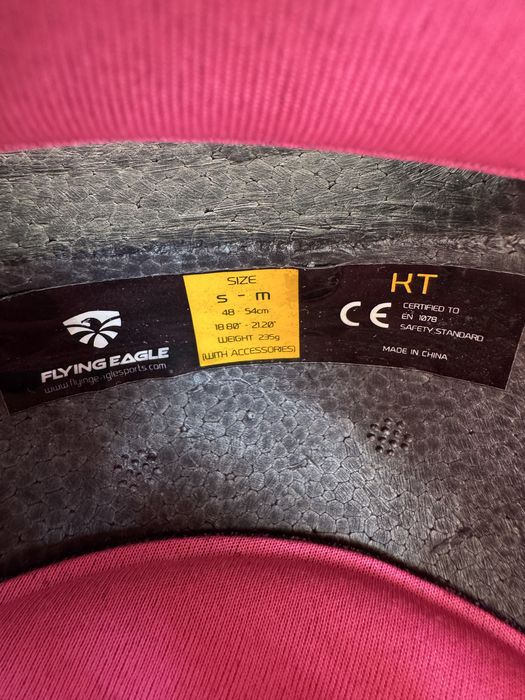 FLYING EAGLE
www.flyingeaglesports.com
SIZE
S - M
48 - 54cm
18.80" - 21.20"
WEIGHT 235g
(WITH ACCESSORIES)
KT
CE
CERTIFIED TO
EN 1078
SAFETY.STANDARD
MADE IN CHINA